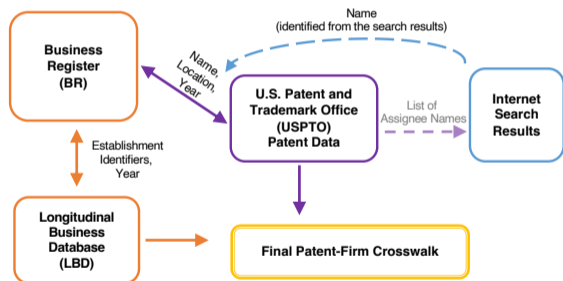 Name
(identified from the search results)
Business
Register
(BR)
Name,
Location,
Year
U.S. Patent and
Trademark Office
(USPTO)
Patent Data
List of
Assignee Names
Internet
Search
Results
Establishment
Identifiers,
Year
Longitudinal
Business
Database
(LBD)
Final Patent-Firm Crosswalk